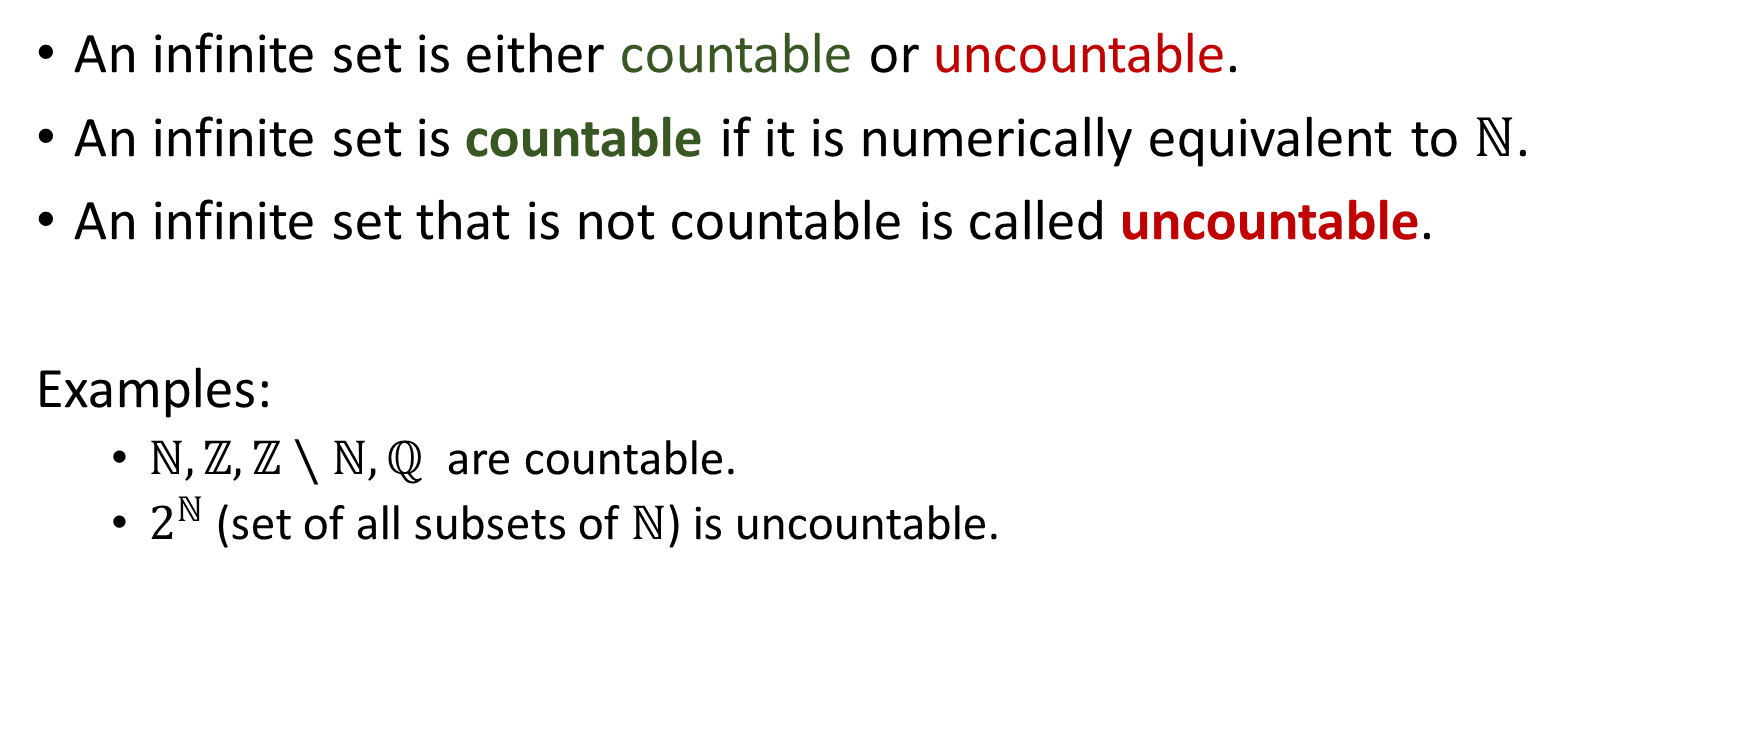 • An infinite set is either countable or uncountable.
• An infinite set is countable if it is numerically equivalent to ℕ.
• An infinite set that is not countable is called uncountable.
Examples:
• ℕ, ℤ, ℤ \ ℕ, ℚ are countable.
• 2^ℕ (set of all subsets of ℕ) is uncountable.